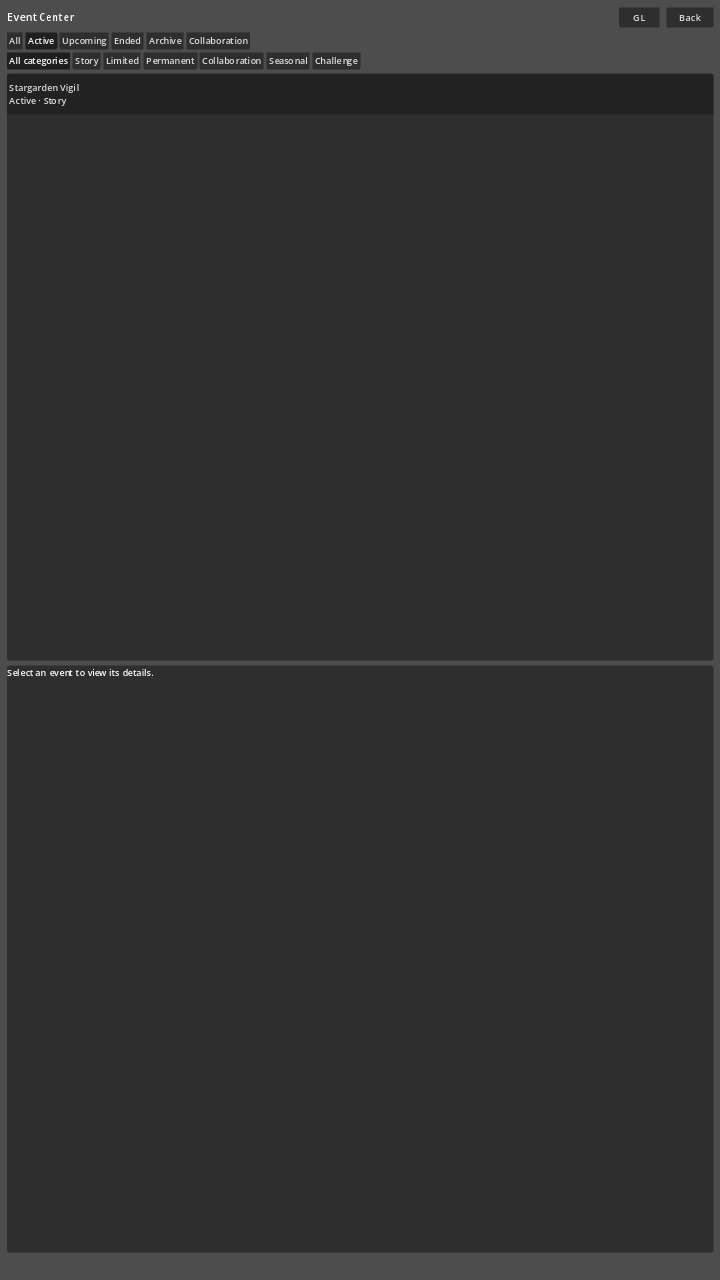 Event Center
GL
Back
All Active Upcoming Ended Archive Collaboration
All categories Story Limited Permanent Collaboration Seasonal Challenge
Stargarden Vigil
Active · Story
Select an event to view its details.